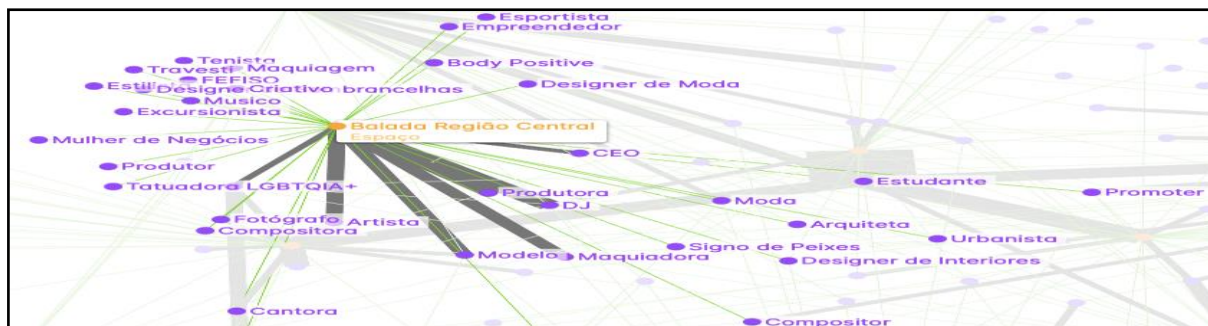 Esportista
Empreendedor
Tenista
Travesti
Maquiagem
Body Positive
FEFISO
Designer de Moda
Criativo
brancelhas
Musico
Excursionista
Balada Região Central
Espaço
Mulher de Negócios
CEO
Produtor
Estudante
Tatuadora
LGBTQIA+
Produtora
Promoter
Moda
DJ
Fotógrafo
Artista
Arquiteta
Compositora
Urbanista
Signo de Peixes
Modelo
Maquiadora
Designer de Interiores
Cantora
Compositor